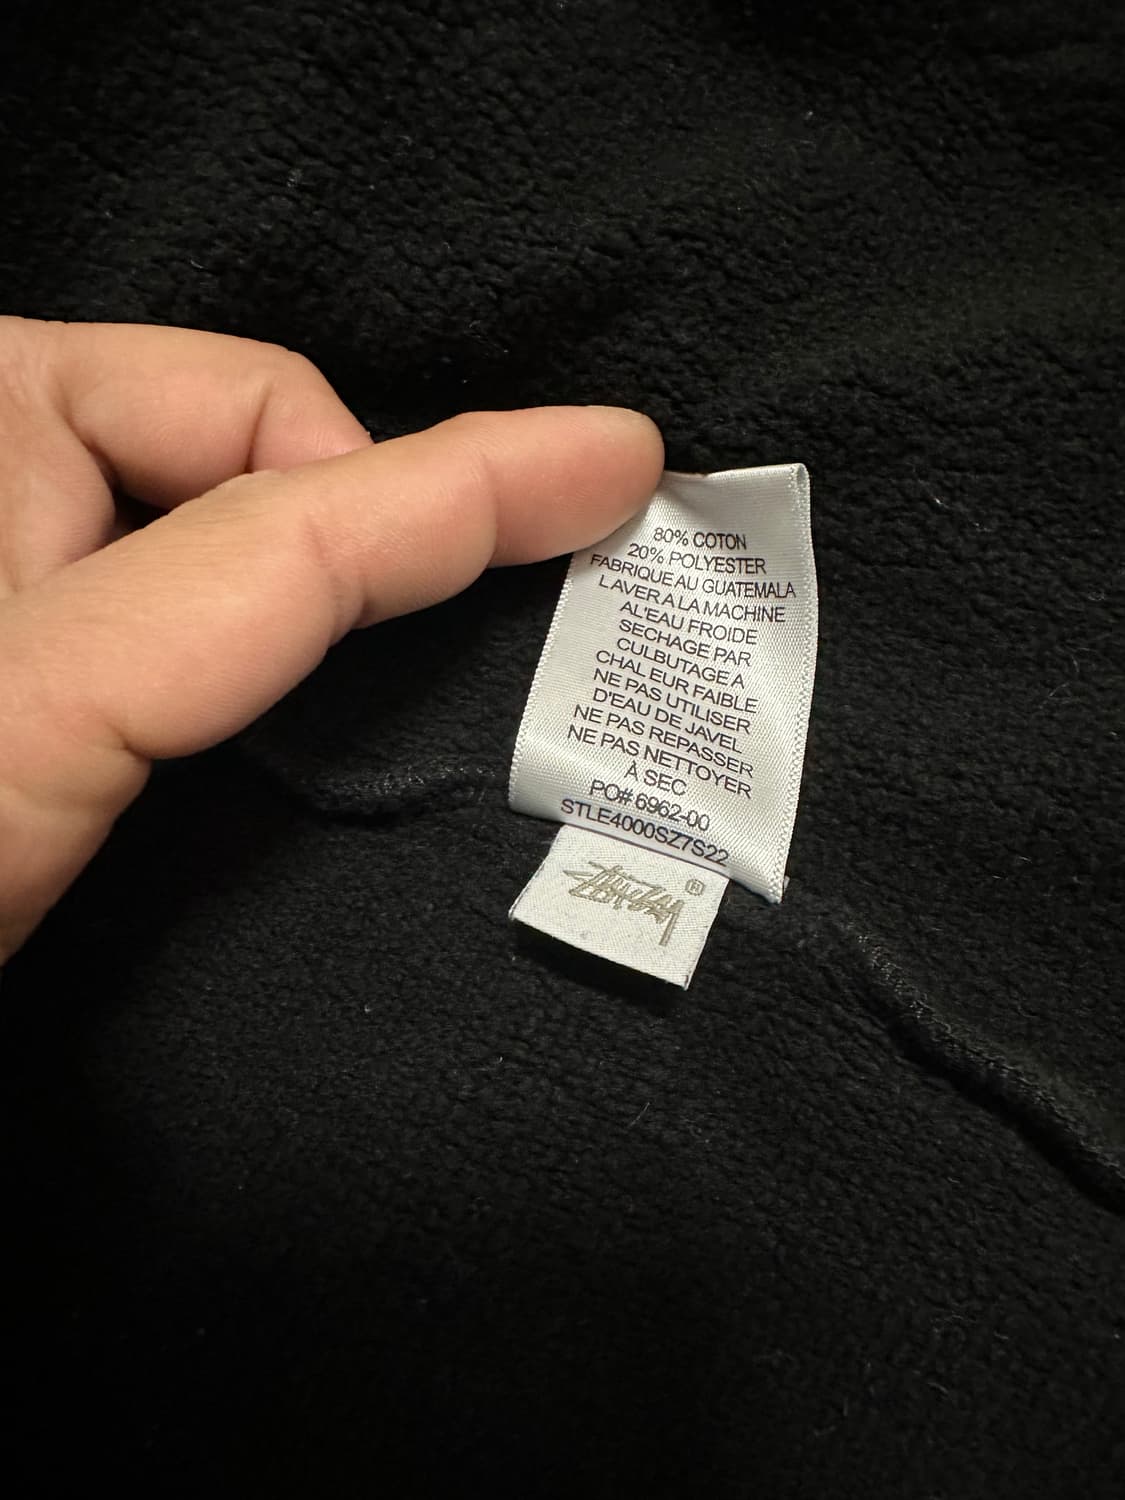 80% COTON
20% POLYESTER
FABRIQUE AU GUATEMALA
LAVER A LA MACHINE
AL'EAU FROIDE
SECHAGE PAR
CULBUTAGE A
CHALEUR FAIBLE
NE PAS UTILISER
D'EAU DE JAVEL
NE PAS REPASSER
NE PAS NETTOYER
À SEC
PO# 6962-00
STLE4000SZ7S22
Stüssy ®